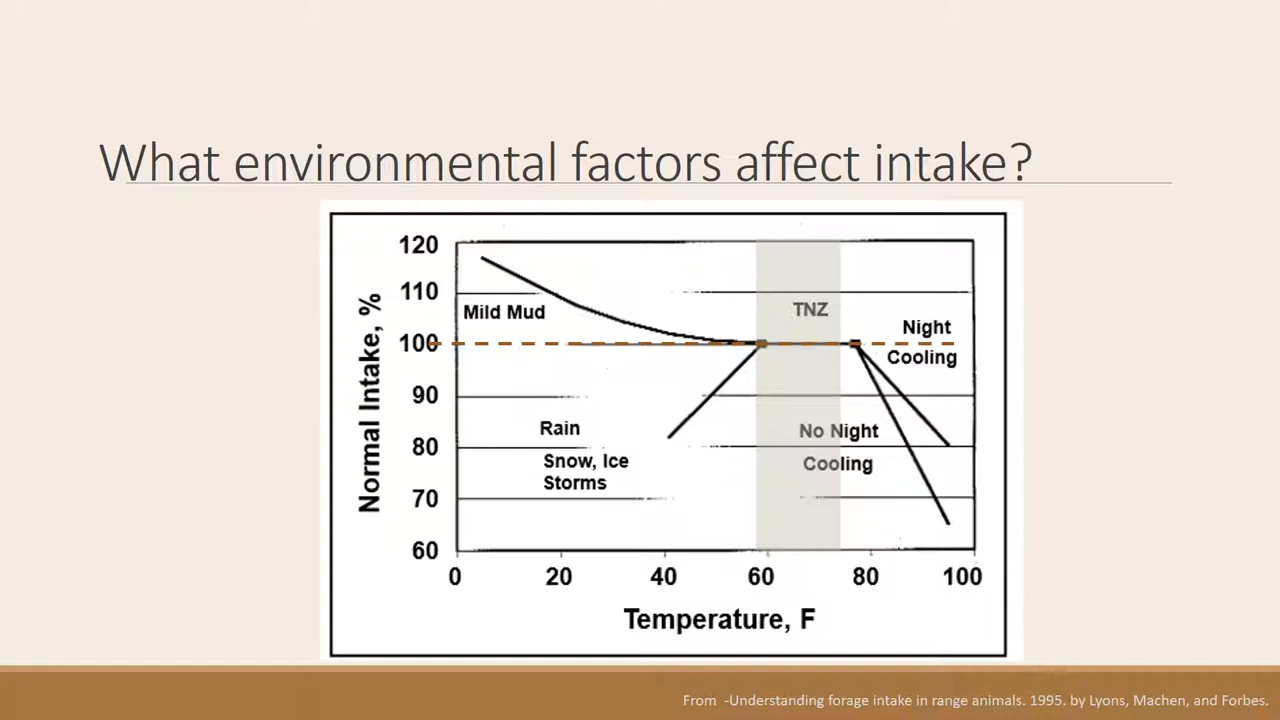 What environmental factors affect intake?
120
110
100
90
80
70
60
Normal Intake, %
Mild Mud
TNZ
Night
Cooling
Rain
Snow, Ice
Storms
No Night
Cooling
0 20 40 60 80 100
Temperature, F
From -Understanding forage intake in range animals. 1995. by Lyons, Machen, and Forbes.